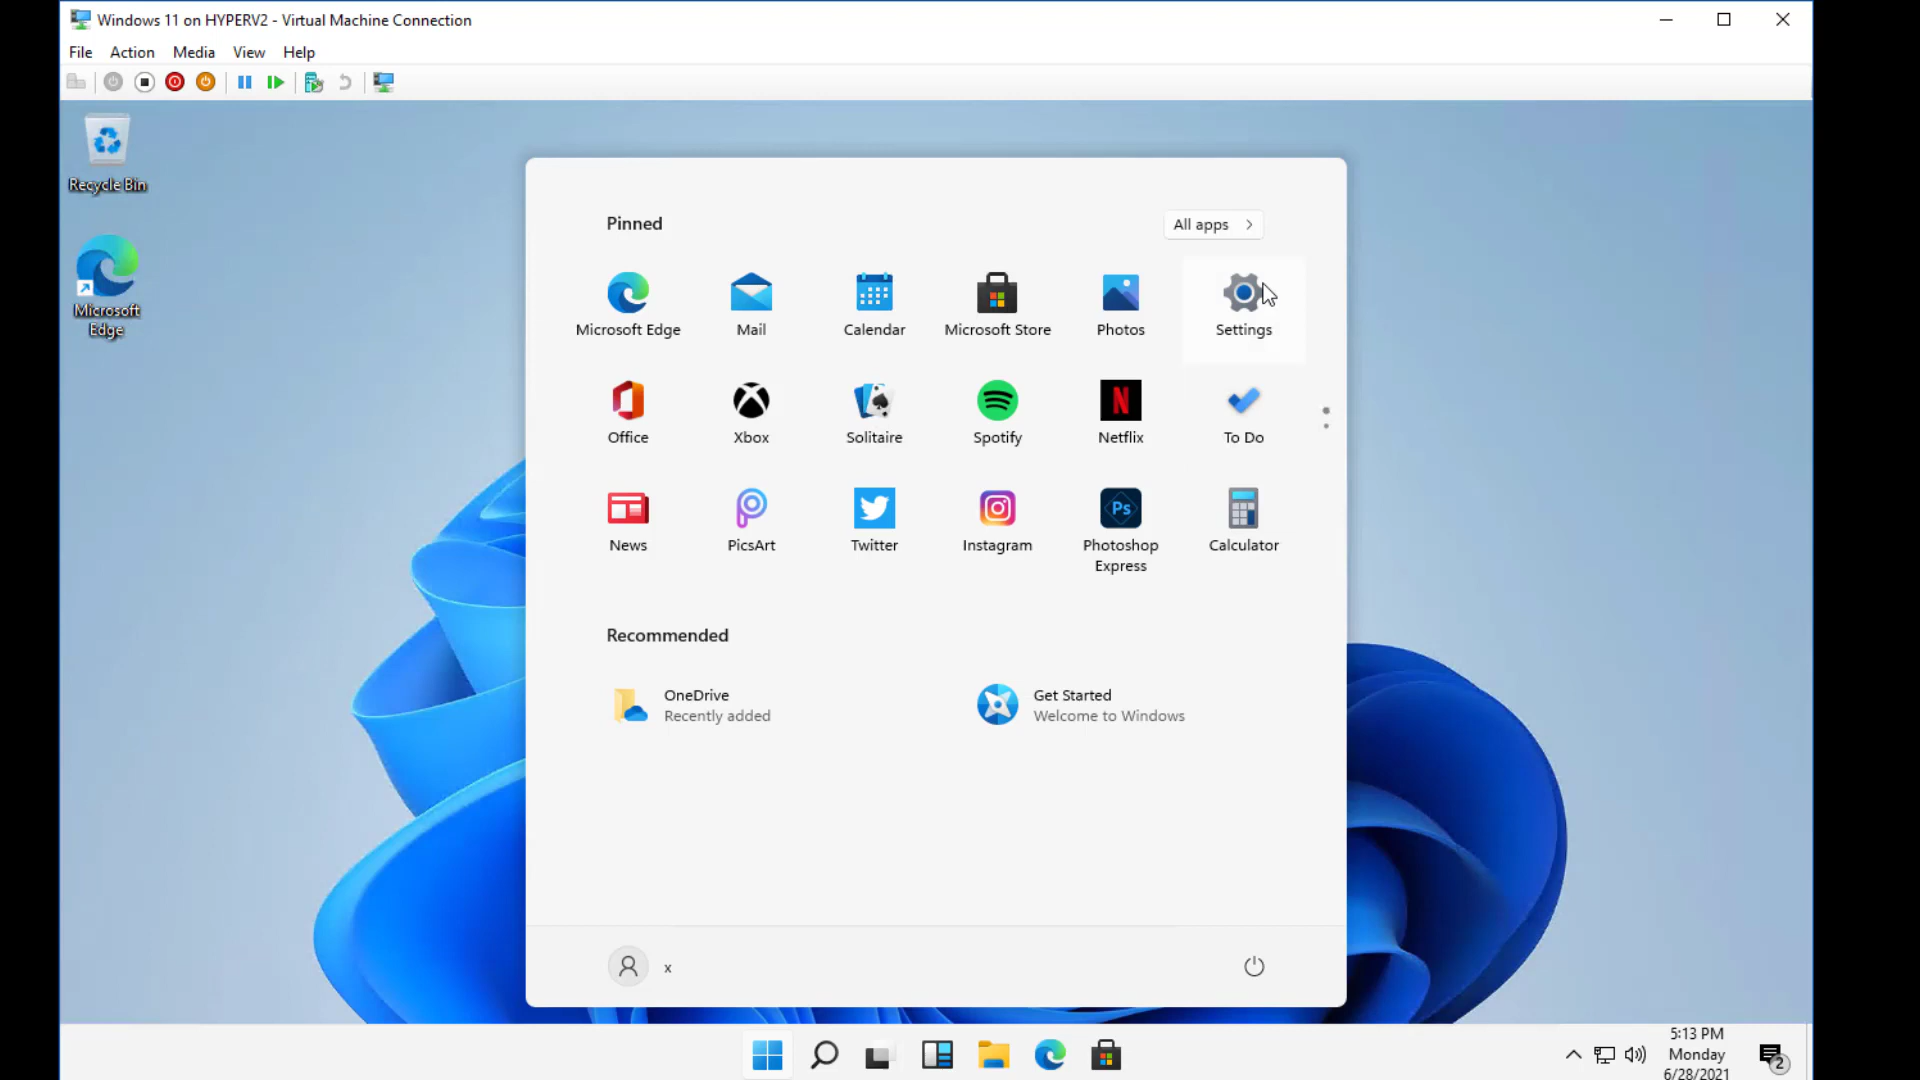 Windows 11 on HYPERV2 - Virtual Machine Connection
File Action Media View Help
Recycle Bin
Microsoft
Edge
Pinned
All apps
Microsoft Edge
Mail
Calendar
Microsoft Store
Photos
Settings
Office
Xbox
Solitaire
Spotify
Netflix
To Do
News
PicsArt
Twitter
Instagram
Ps
Photoshop
Express
Calculator
Recommended
OneDrive
Recently added
Get Started
Welcome to Windows
x
5:13 PM
Monday
6/28/2021
2